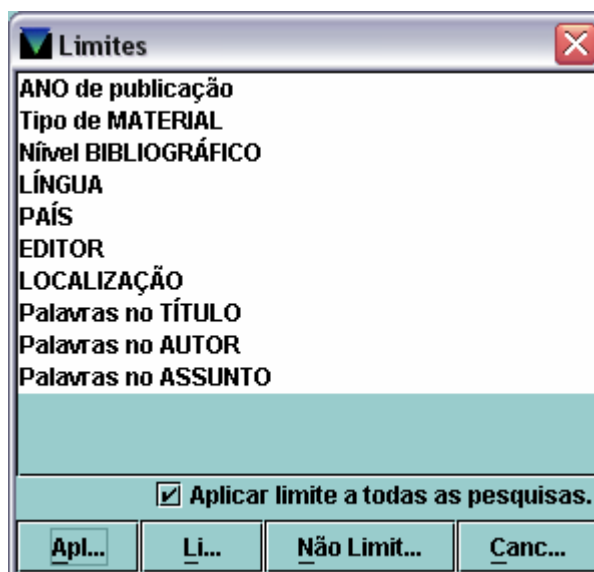 Limites
ANO de publicação
Tipo de MATERIAL
Niível BIBLIOGRÁFICO
LÍNGUA
PAÍS
EDITOR
LOCALIZAÇÃO
Palavras no TÍTULO
Palavras no AUTOR
Palavras no ASSUNTO
Aplicar limite a todas as pesquisas.
Apl... Li... Não Limit... Canc...